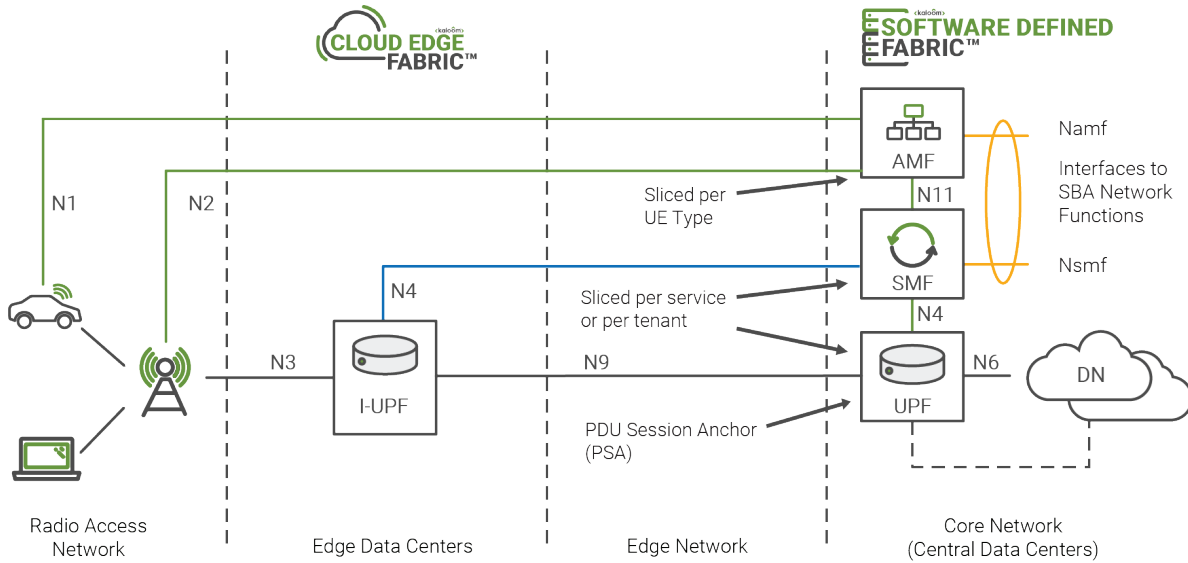 ‹kaloom›
CLOUD EDGE
FABRIC™
‹kaloom›
SOFTWARE DEFINED
FABRIC™
AMF
Namf
N1
N2
Sliced per
UE Type
N11
Interfaces to
SBA Network
Functions
SMF
Nsmf
N4
Sliced per service
or per tenant
N4
N3
I-UPF
N9
UPF
N6
DN
PDU Session Anchor
(PSA)
Radio Access
Network
Edge Data Centers
Edge Network
Core Network
(Central Data Centers)